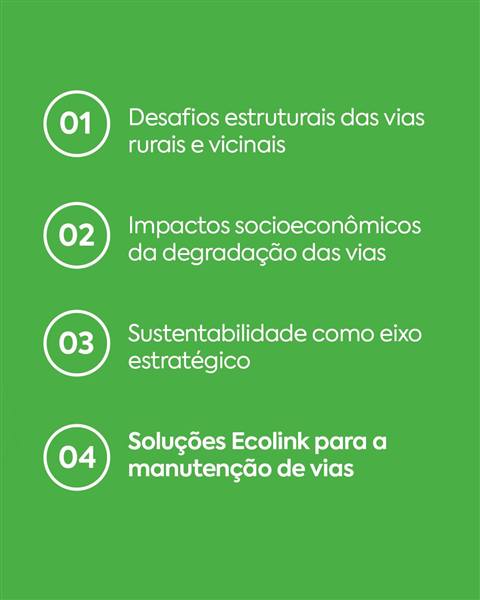 01
Desafios estruturais das vias
rurais e vicinais
02
Impactos socioeconômicos
da degradação das vias
03
Sustentabilidade como eixo
estratégico
04
Soluções Ecolink para a
manutenção de vias